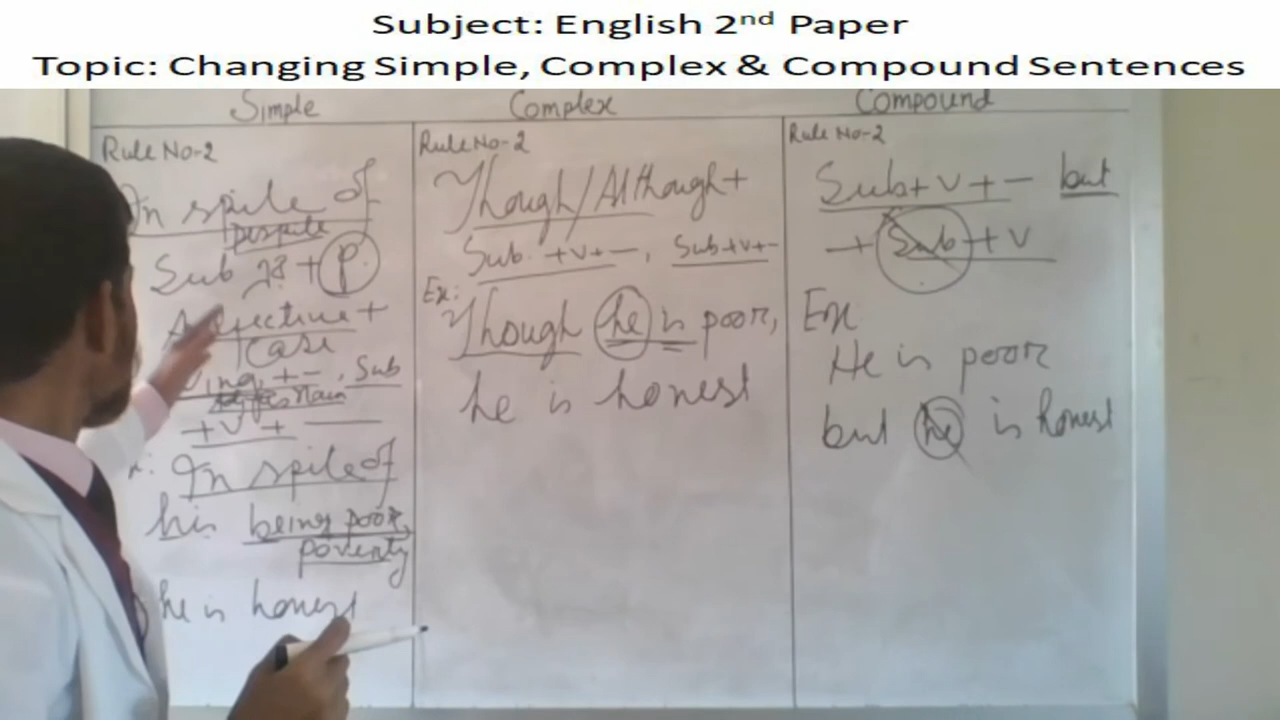 Subject: English 2nd Paper
Topic: Changing Simple, Complex & Compound Sentences
Simple
Rule No-2
In spite of
Despite
Sub এর + P.
Adjective +
Case
Ving + –, Sub
+ V + —
In spite of
his being poor,
poverty
he is honest
Complex
Rule No-2
Though/Although +
Sub. + V + –, Sub + V + –
Ex:
Though he is poor,
he is honest
Compound
Rule No-2
Sub + V + – but
+ Sub + V
Ex
He is poor
but he is honest